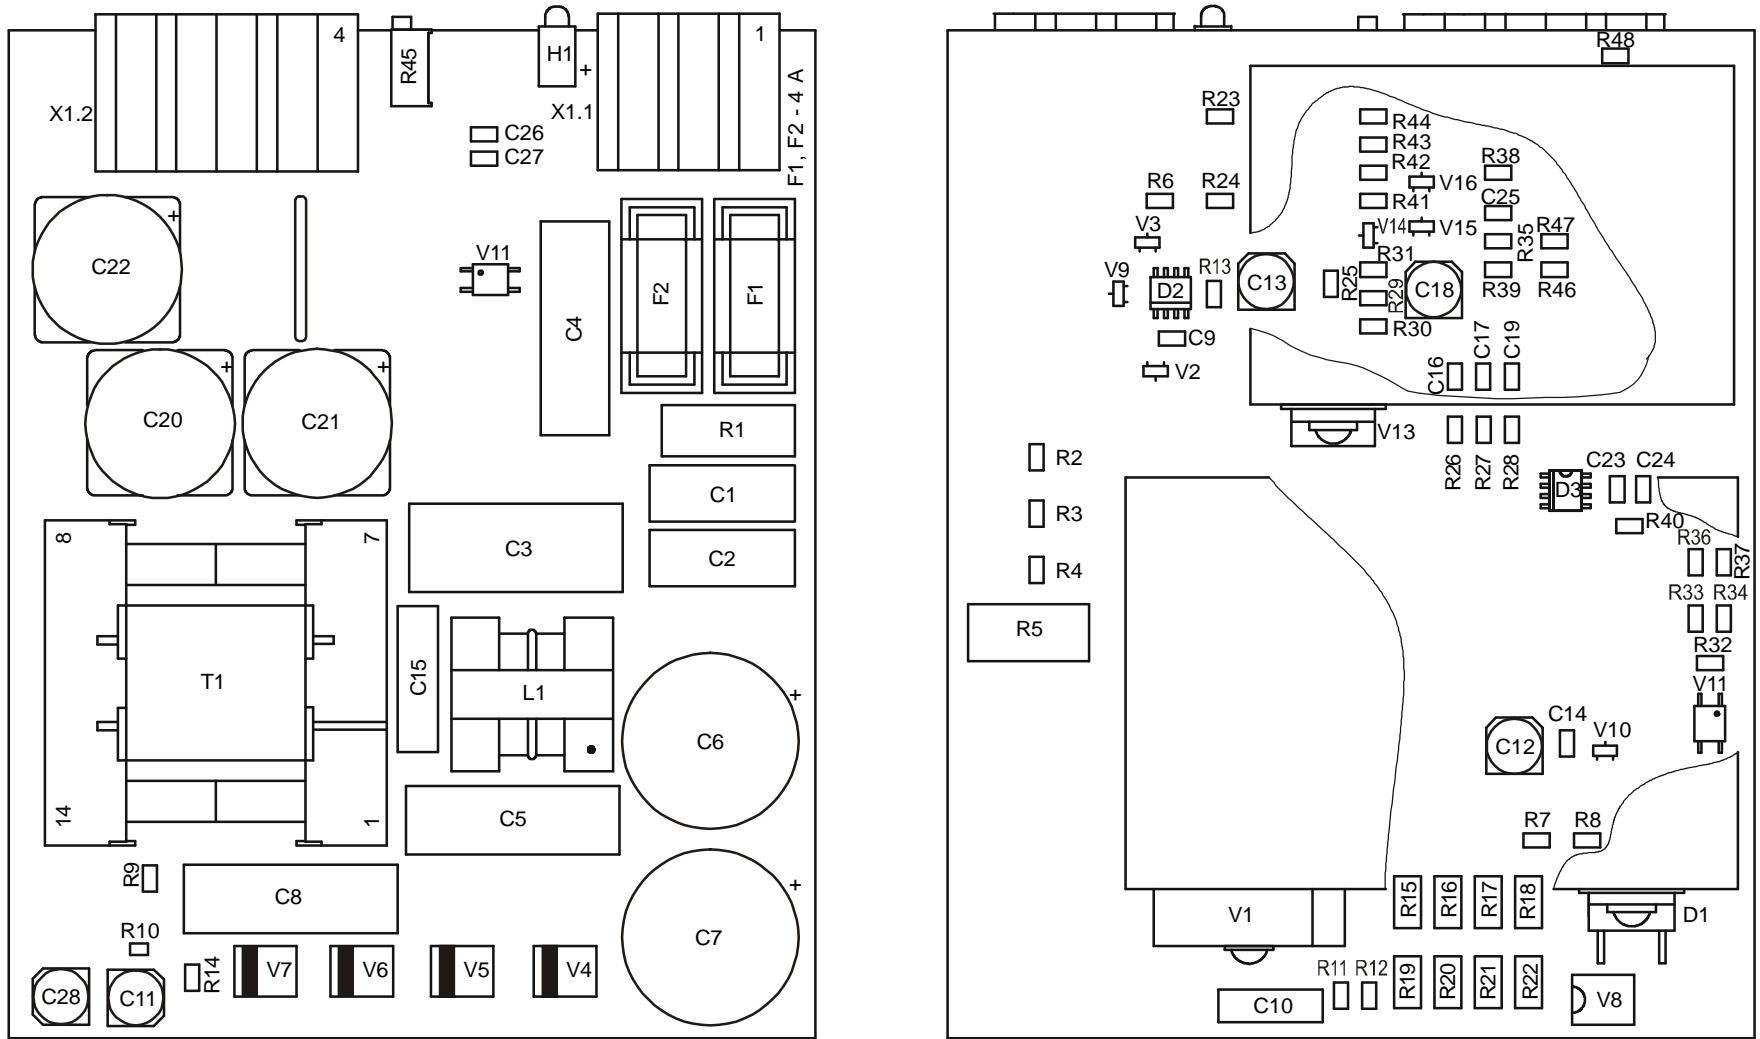 4
R45
H1
+
1
X1.2
X1.1
F1, F2 - 4 A
C26
C27
+
C22
V11
C4
F2
F1
+
+
C20
C21
R1
C1
C3
C2
8
7
T1
C15
L1
+
C6
14
1
C5
R9
C8
+
C7
R10
R14
V7
V6
V5
V4
C28
C11
R48
R23
R44
R43
R42
R38
R6
R24
V16
R41
C25
V3
V14
V15
R35
R47
R31
V9
D2
R13
C13
R25
R29
C18
R39
R46
R30
C9
V2
C16
C17
C19
V13
R2
R26
R27
R28
C23
C24
D3
R3
R40
R36
R37
R4
R33
R34
R5
R32
V11
C14
V10
C12
R7
R8
V1
R15
R16
R17
R18
D1
R11
R12
R19
R20
R21
R22
C10
V8